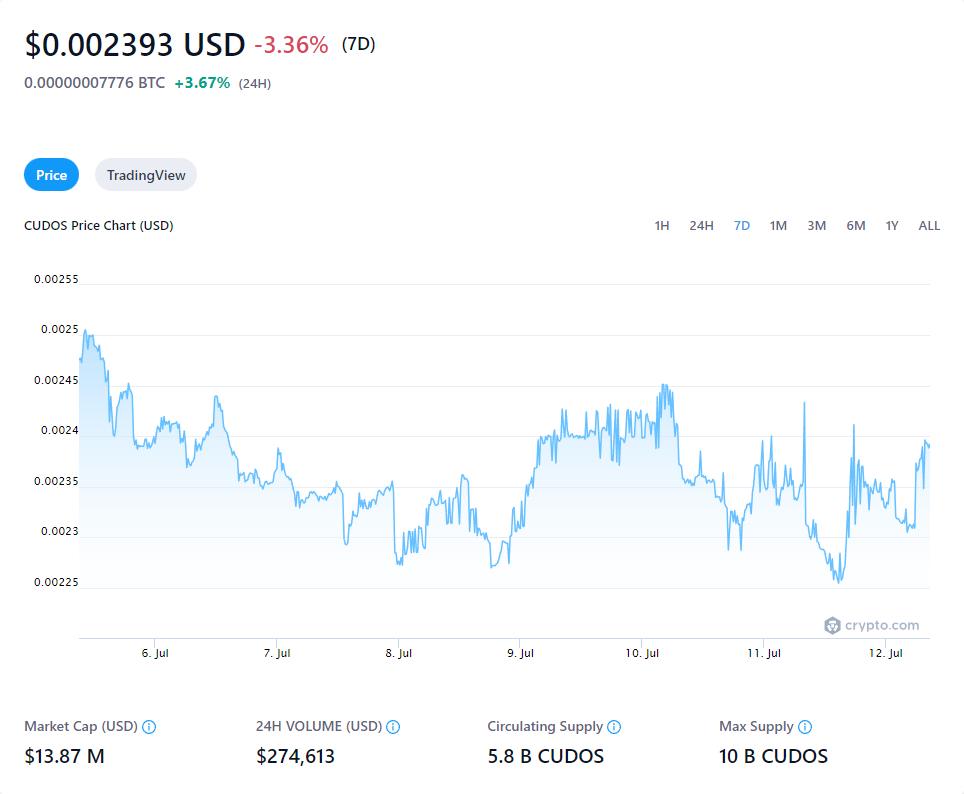 $0.002393 USD -3.36% (7D)
0.00000007776 BTC +3.67% (24H)
Price TradingView
CUDOS Price Chart (USD) 1H 24H 7D 1M 3M 6M 1Y ALL
0.00255
0.0025
0.00245
0.0024
0.00235
0.0023
0.00225
crypto.com
6. Jul 7. Jul 8. Jul 9. Jul 10. Jul 11. Jul 12. Jul
Market Cap (USD) 24H VOLUME (USD) Circulating Supply Max Supply
$13.87 M $274,613 5.8 B CUDOS 10 B CUDOS